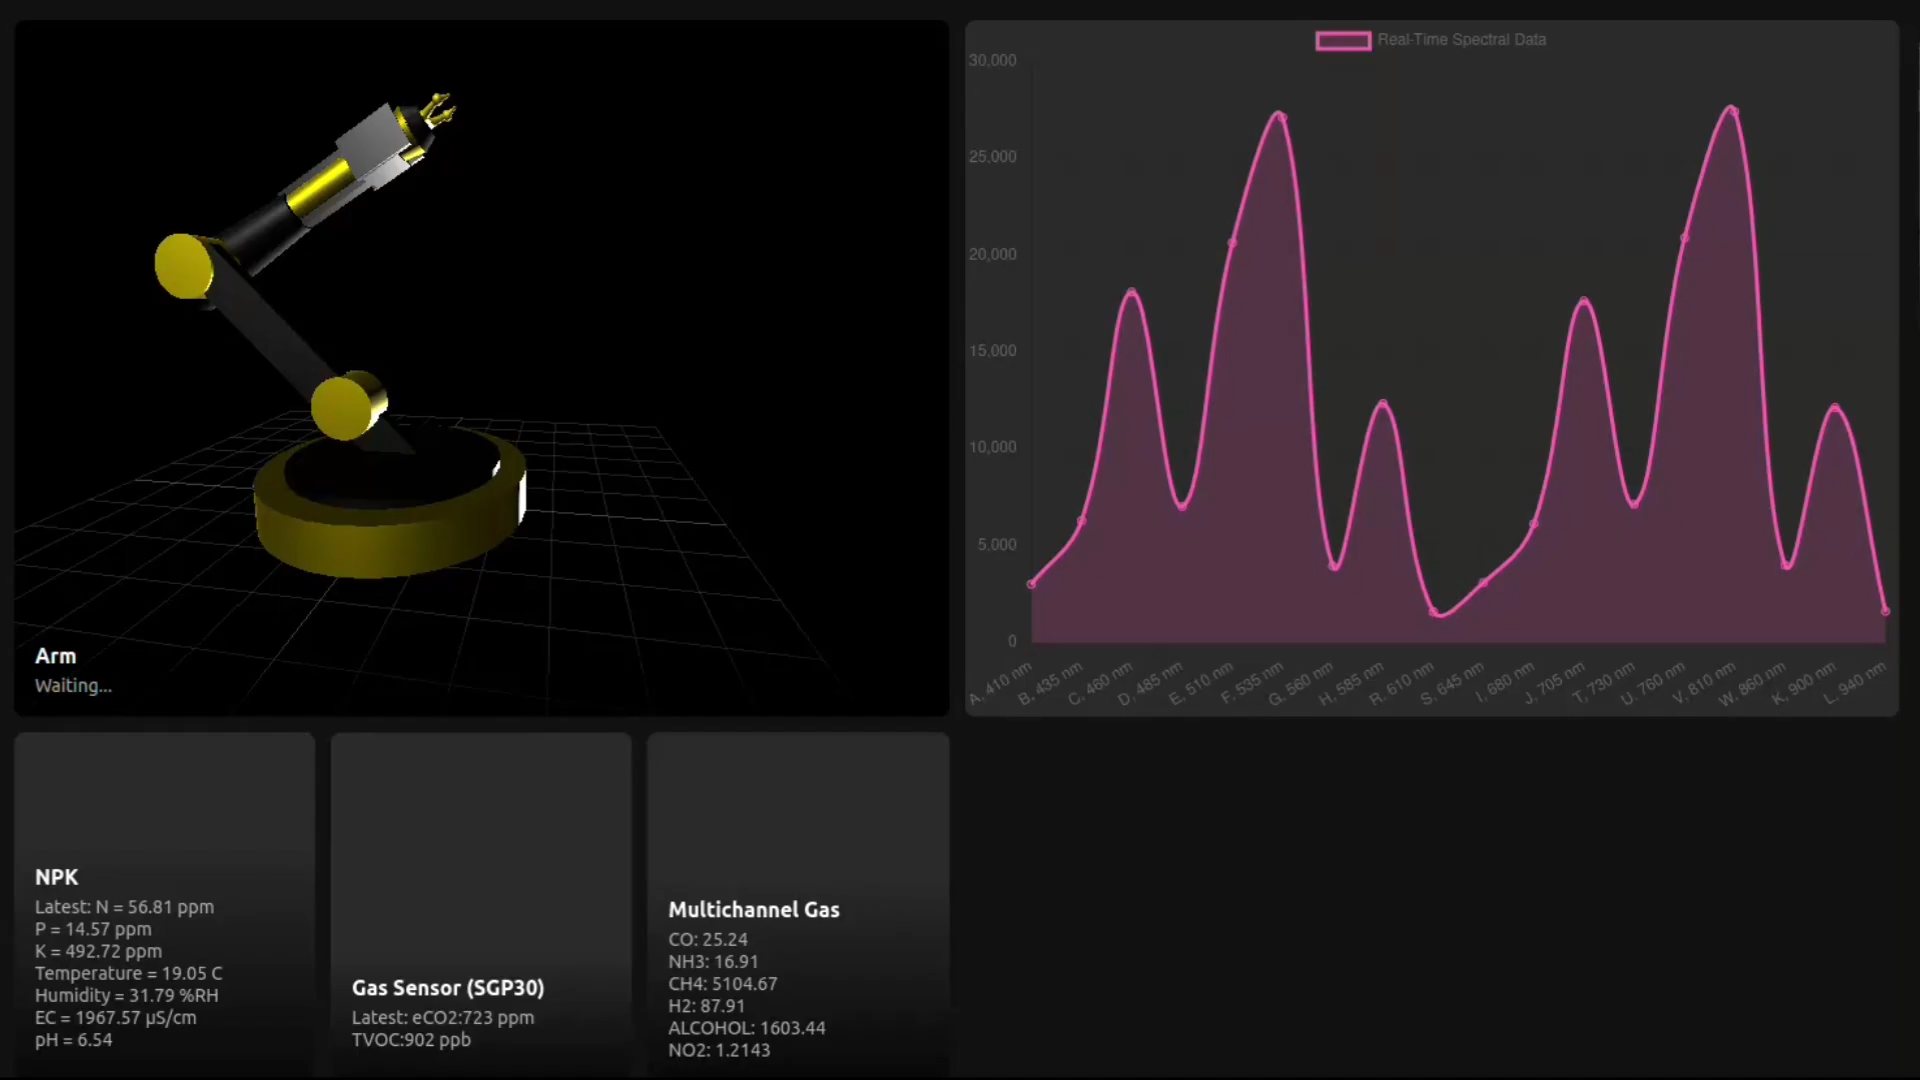 Arm
Waiting...
Real-Time Spectral Data
30,000
25,000
20,000
15,000
10,000
5,000
0
A, 410 nm
B, 435 nm
C, 460 nm
D, 485 nm
E, 510 nm
F, 535 nm
G, 560 nm
H, 585 nm
R, 610 nm
S, 645 nm
I, 680 nm
J, 705 nm
T, 730 nm
U, 760 nm
V, 810 nm
W, 860 nm
K, 900 nm
L, 940 nm
NPK
Latest: N = 56.81 ppm
P = 14.57 ppm
K = 492.72 ppm
Temperature = 19.05 C
Humidity = 31.79 %RH
EC = 1967.57 µS/cm
pH = 6.54
Gas Sensor (SGP30)
Latest: eCO2:723 ppm
TVOC:902 ppb
Multichannel Gas
CO: 25.24
NH3: 16.91
CH4: 5104.67
H2: 87.91
ALCOHOL: 1603.44
NO2: 1.2143